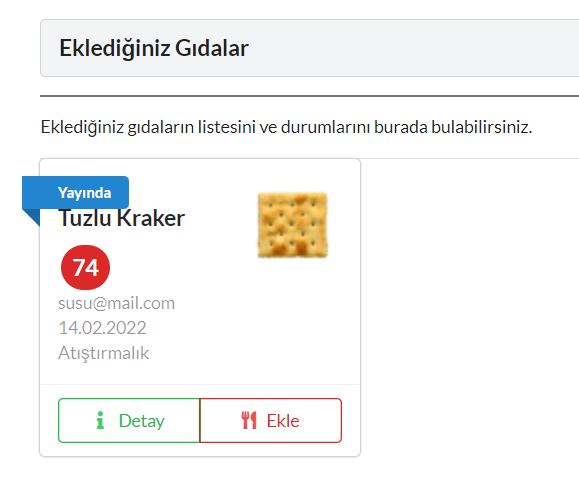 Eklediğiniz Gıdalar
Eklediğiniz gıdaların listesini ve durumlarını burada bulabilirsiniz.
Yayında
Tuzlu Kraker
74
susu@mail.com
14.02.2022
Atıştırmalık
Detay
Ekle